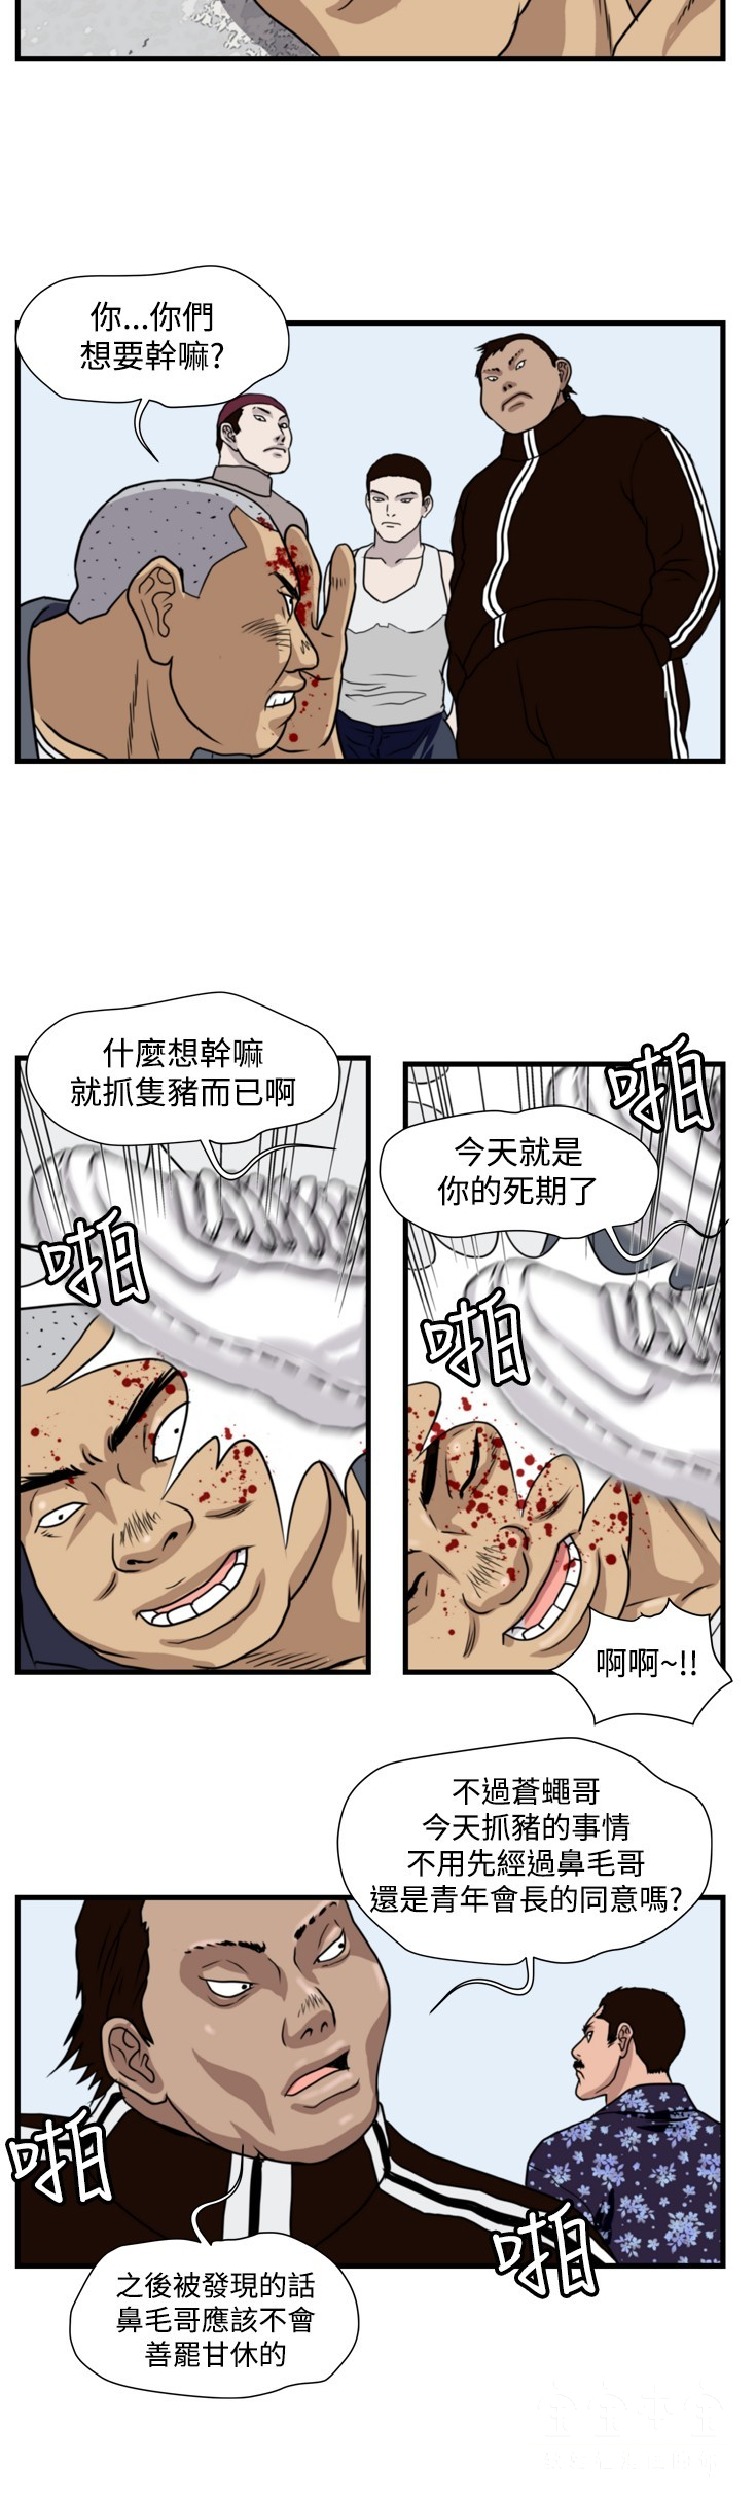 你…你們
想要幹嘛?
什麼想幹嘛
就抓隻豬而已啊
啪
啪
今天就是
你的死期了
啪
啊啊~!!
不過蒼蠅哥
今天抓豬的事情
不用先經過鼻毛哥
還是青年會長的同意嗎?
啪
啪
之後被發現的話
鼻毛哥應該不會
善罷甘休的